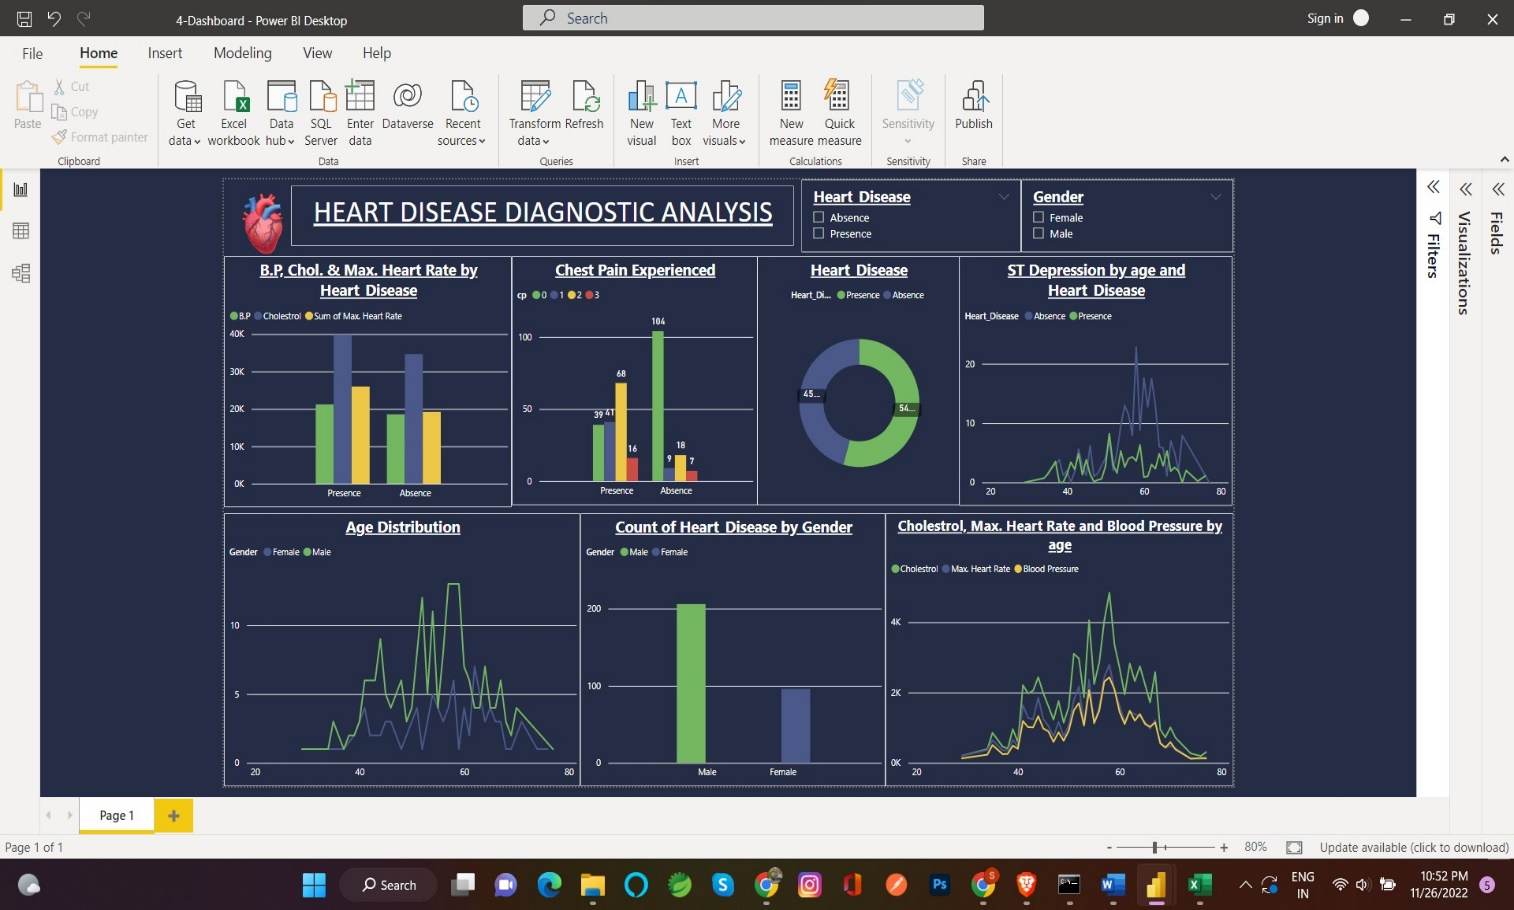 4-Dashboard - Power BI Desktop
Search
Sign in
File Home Insert Modeling View Help
Paste
Cut
Copy
Format painter
Clipboard
Get data
Excel workbook
Data hub
SQL Server
Enter data
Dataverse
Recent sources
Data
Transform data
Refresh
Queries
New visual
Text box
More visuals
Insert
New measure
Quick measure
Calculations
Sensitivity
Sensitivity
Publish
Share
HEART DISEASE DIAGNOSTIC ANALYSIS
Heart Disease
Absence
Presence
Gender
Female
Male
Filters
Visualizations
Fields
B.P, Chol. & Max. Heart Rate by
Heart Disease
B.P Cholestrol Sum of Max. Heart Rate
40K
30K
20K
10K
0K
Presence Absence
Chest Pain Experienced
cp 0 1 2 3
100
50
0
39 41 68 16
104 9 18 7
Presence Absence
Heart Disease
Heart_Di... Presence Absence
45...
54...
ST Depression by age and
Heart Disease
Heart_Disease Absence Presence
20
10
0
20 40 60 80
Age Distribution
Gender Female Male
10
5
0
20 40 60 80
Count of Heart Disease by Gender
Gender Male Female
200
100
0
Male Female
Cholestrol, Max. Heart Rate and Blood Pressure by
age
Cholestrol Max. Heart Rate Blood Pressure
4K
2K
0K
20 40 60 80
Page 1
+
Page 1 of 1
- + 80%
Update available (click to download)
Search
S
Ps
S
W
X
ENG
IN
10:52 PM
11/26/2022
5